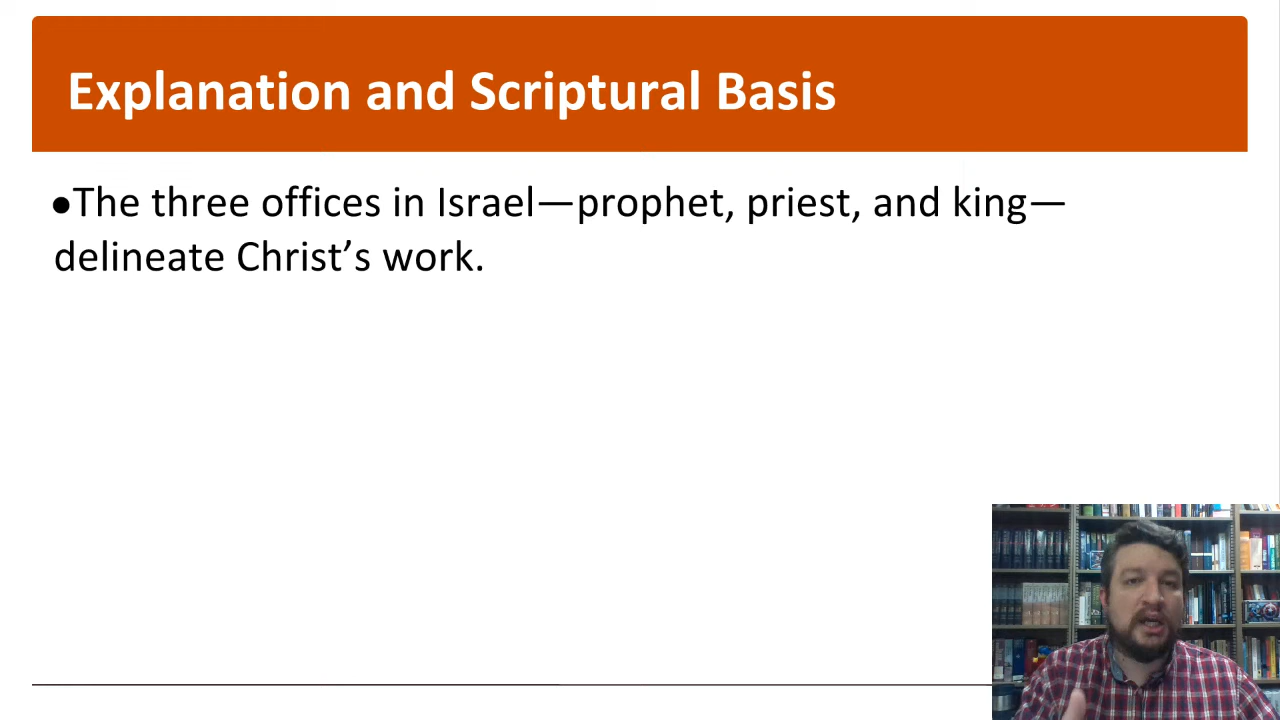 Explanation and Scriptural Basis
●The three offices in Israel—prophet, priest, and king—
delineate Christ’s work.